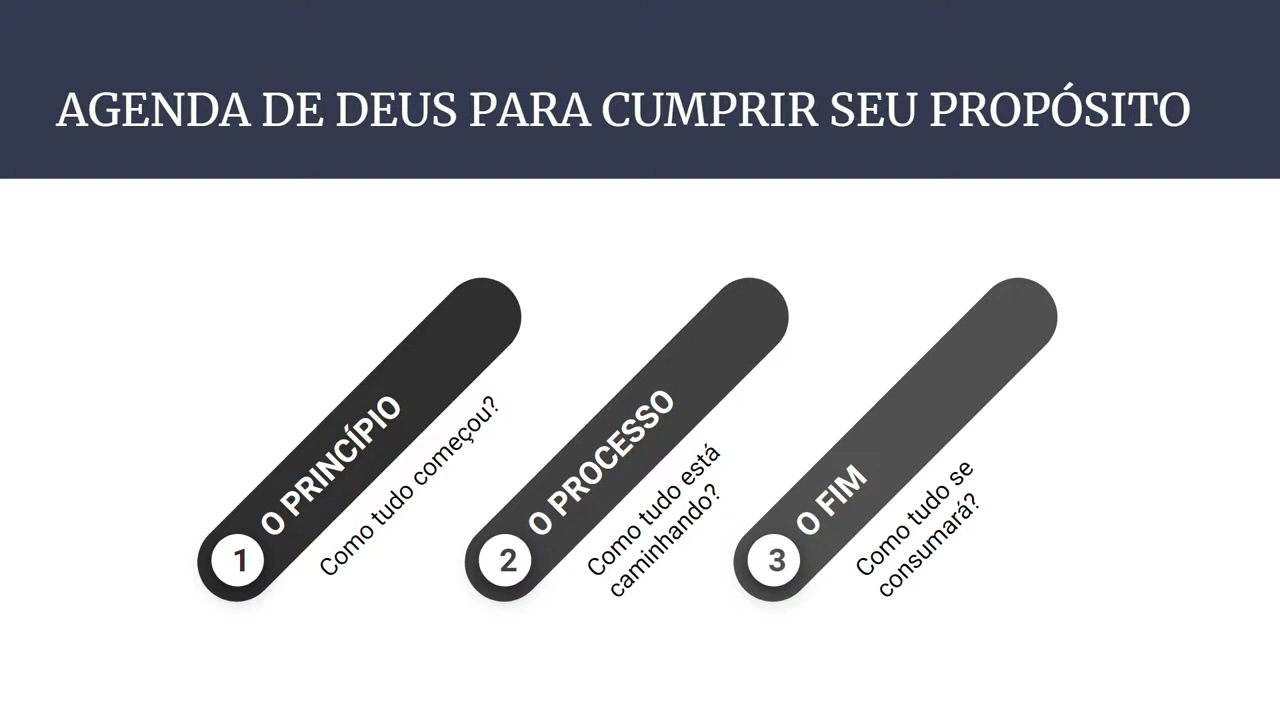 AGENDA DE DEUS PARA CUMPRIR SEU PROPÓSITO
1 O PRINCÍPIO
Como tudo começou?
2 O PROCESSO
Como tudo está
caminhando?
3 O FIM
Como tudo se
consumará?